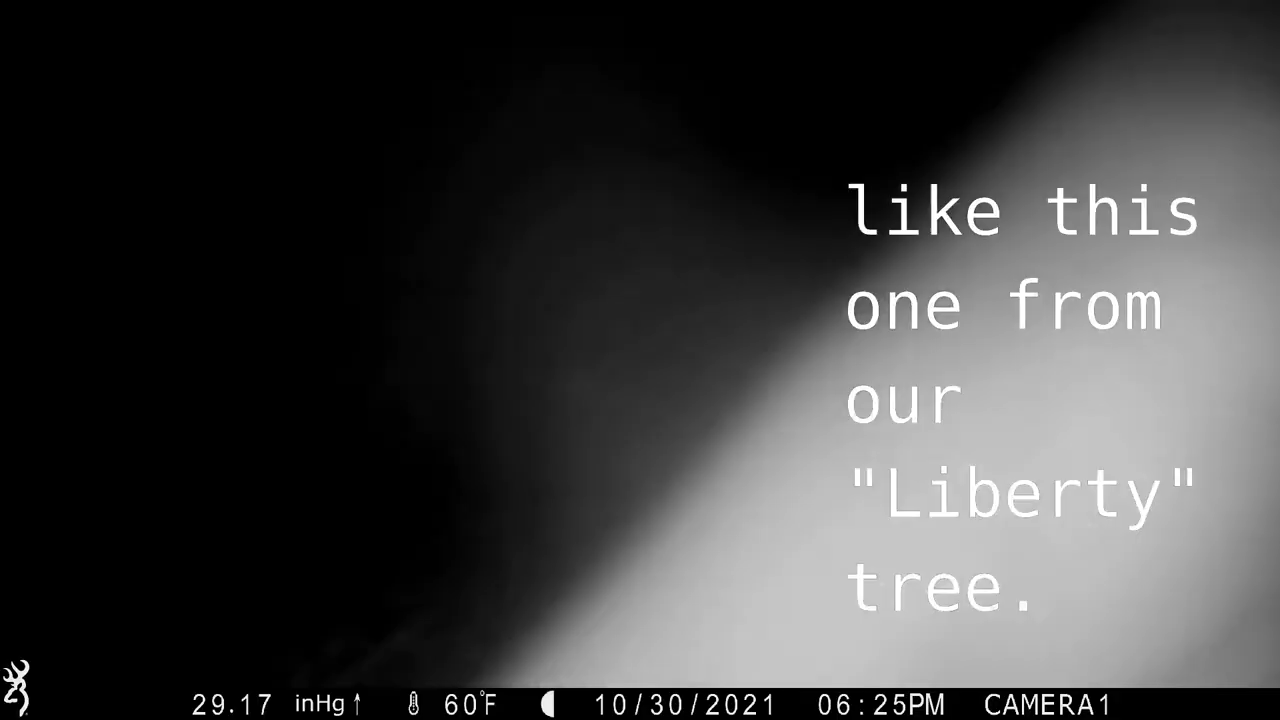 like this
one from
our
"Liberty"
tree.
29.17 inHg↑ 60°F 10/30/2021 06:25PM CAMERA1